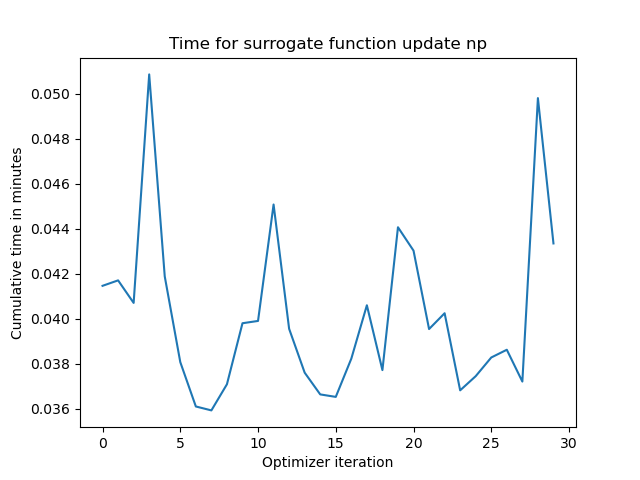 Time for surrogate function update np
Cumulative time in minutes
0.050
0.048
0.046
0.044
0.042
0.040
0.038
0.036
0 5 10 15 20 25 30
Optimizer iteration